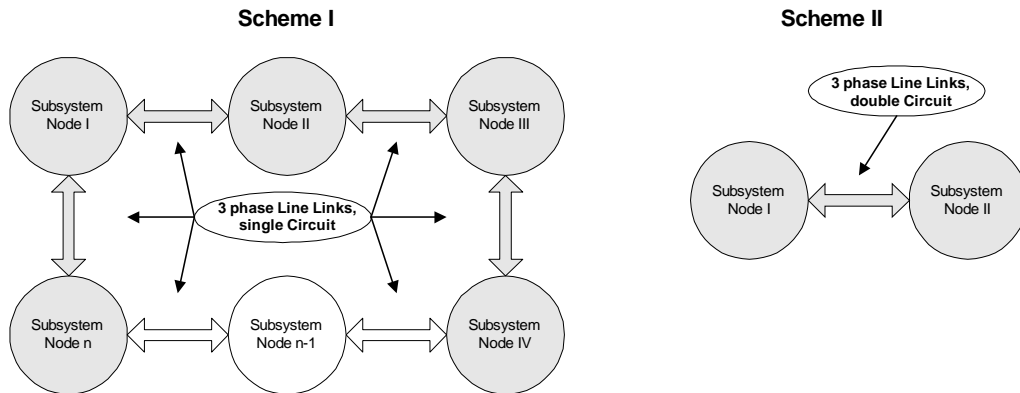 Scheme I
Subsystem
Node I
Subsystem
Node II
Subsystem
Node III
3 phase Line Links,
single Circuit
Subsystem
Node n
Subsystem
Node n-1
Subsystem
Node IV
Scheme II
3 phase Line Links,
double Circuit
Subsystem
Node I
Subsystem
Node II